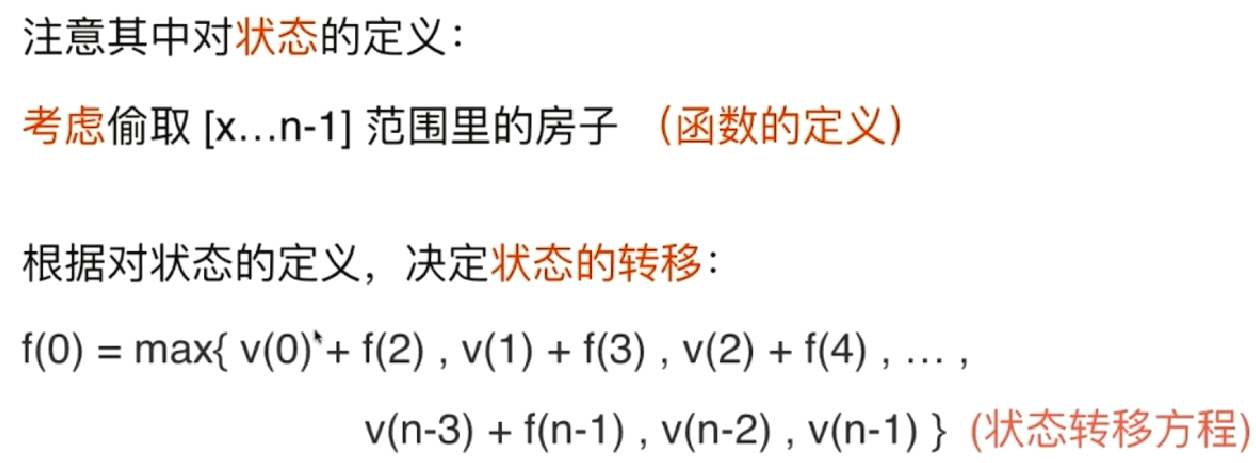 注意其中对状态的定义：
考虑偷取 [x…n-1] 范围里的房子 （函数的定义）
根据对状态的定义，决定状态的转移：
f(0) = max{ v(0) + f(2) , v(1) + f(3) , v(2) + f(4) , … ,
v(n-3) + f(n-1) , v(n-2) , v(n-1) } (状态转移方程)